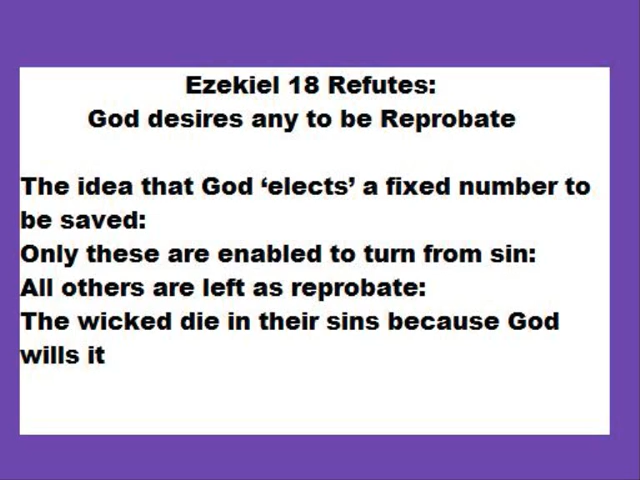 Ezekiel 18 Refutes:
God desires any to be Reprobate
The idea that God ‘elects’ a fixed number to
be saved:
Only these are enabled to turn from sin:
All others are left as reprobate:
The wicked die in their sins because God
wills it